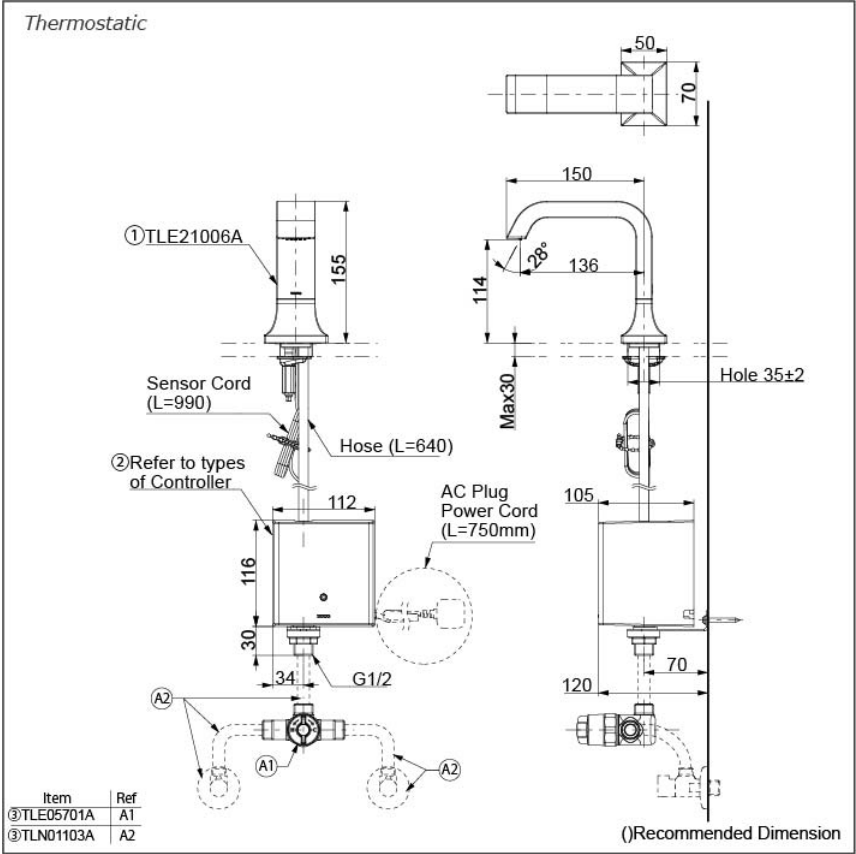 Thermostatic
50
70
150
①TLE21006A
155
28°
136
114
Max30
Hole 35±2
Sensor Cord
(L=990)
Hose (L=640)
②Refer to types
of Controller
112
AC Plug
Power Cord
(L=750mm)
105
116
30
34
G1/2
70
120
A2
A1
A2
Item Ref
③TLE05701A A1
③TLN01103A A2
()Recommended Dimension